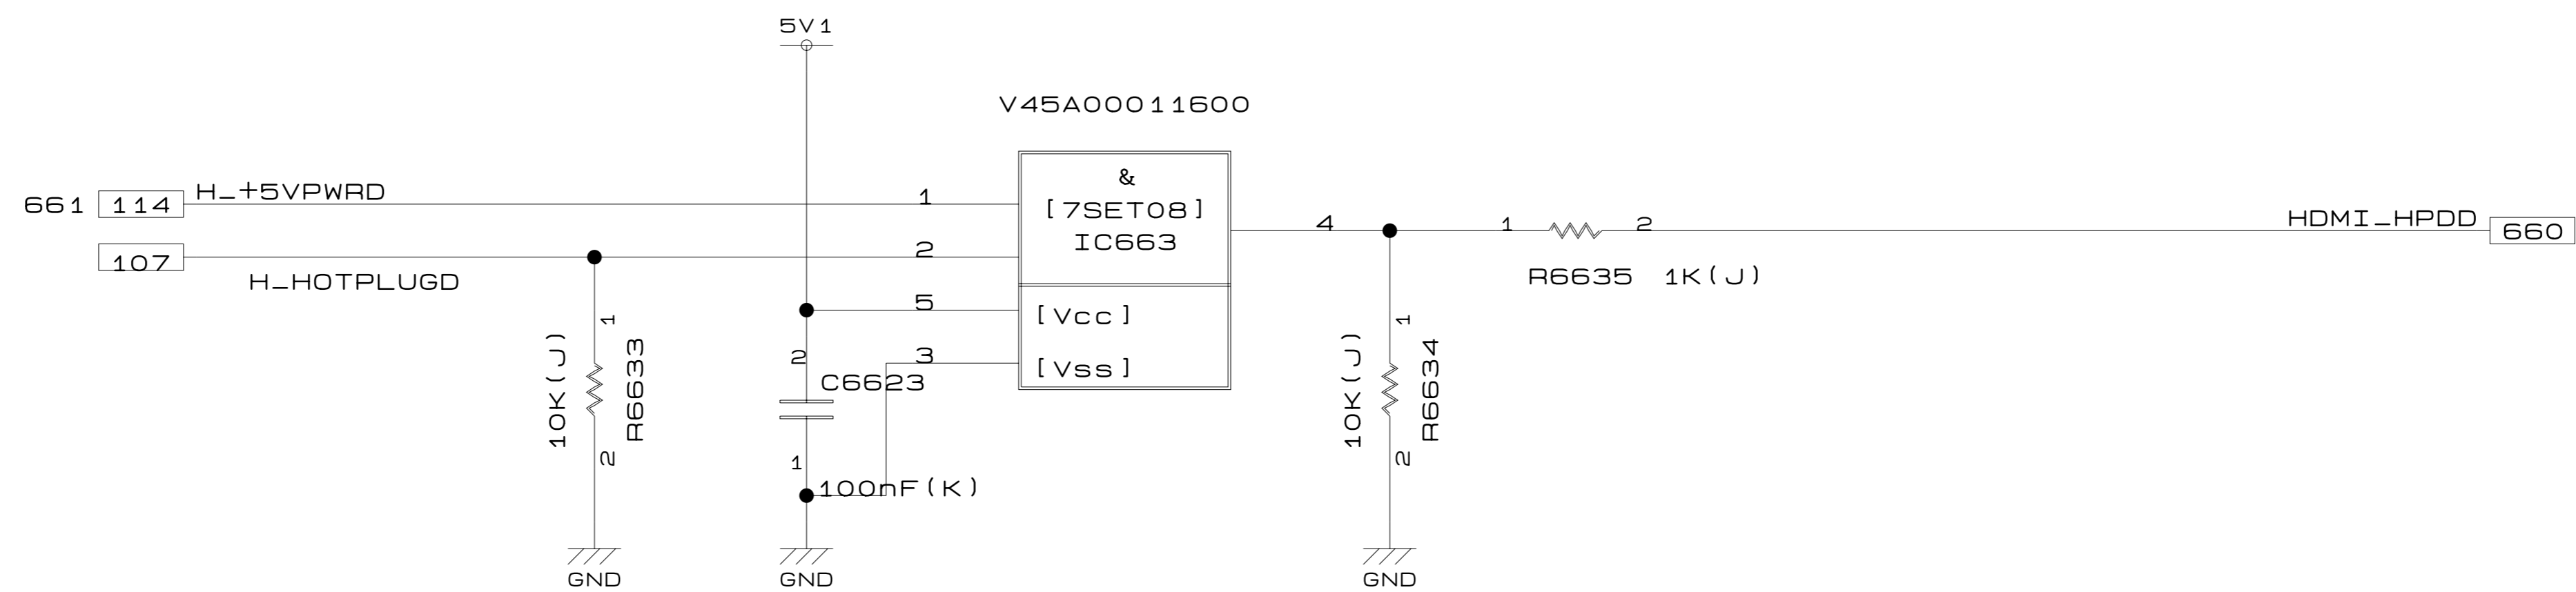 5V1
V45A00011600
661 114 H_+5VPWRD 1
&
[7SET08]
IC663
107 H_HOTPLUGD 2
4
1 2
HDMI_HPDD 660
R6635 1K(J)
5 [Vcc]
3 [Vss]
1
10K(J)
R6633
2
2
C6623
1
100nF(K)
1
10K(J)
R6634
2
GND
GND
GND